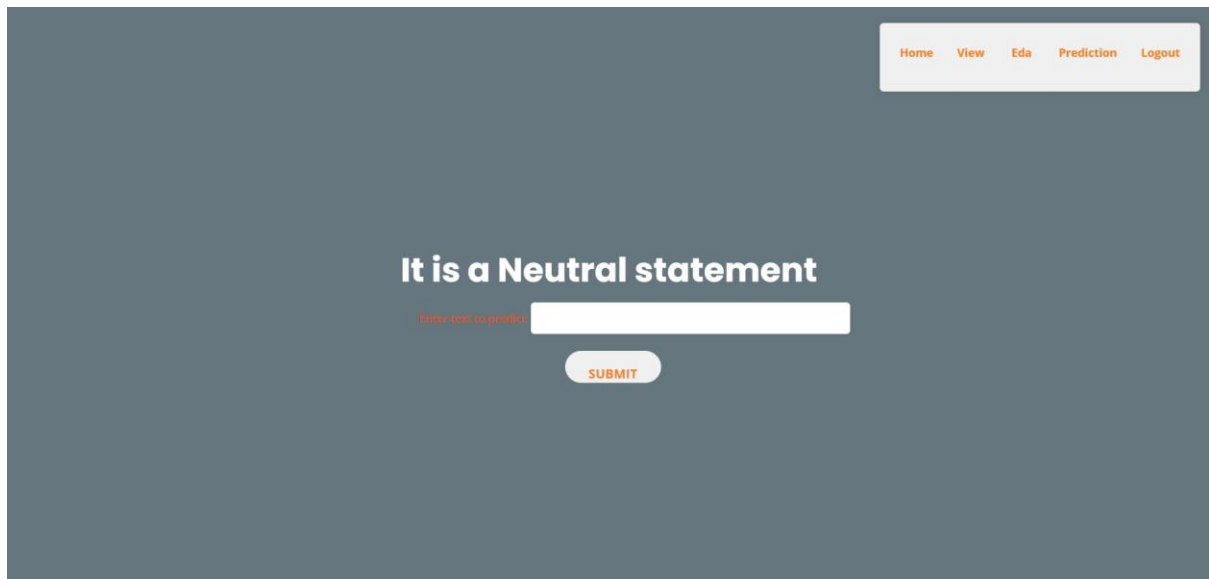 Home View Eda Prediction Logout
It is a Neutral statement
Enter text to predict
SUBMIT